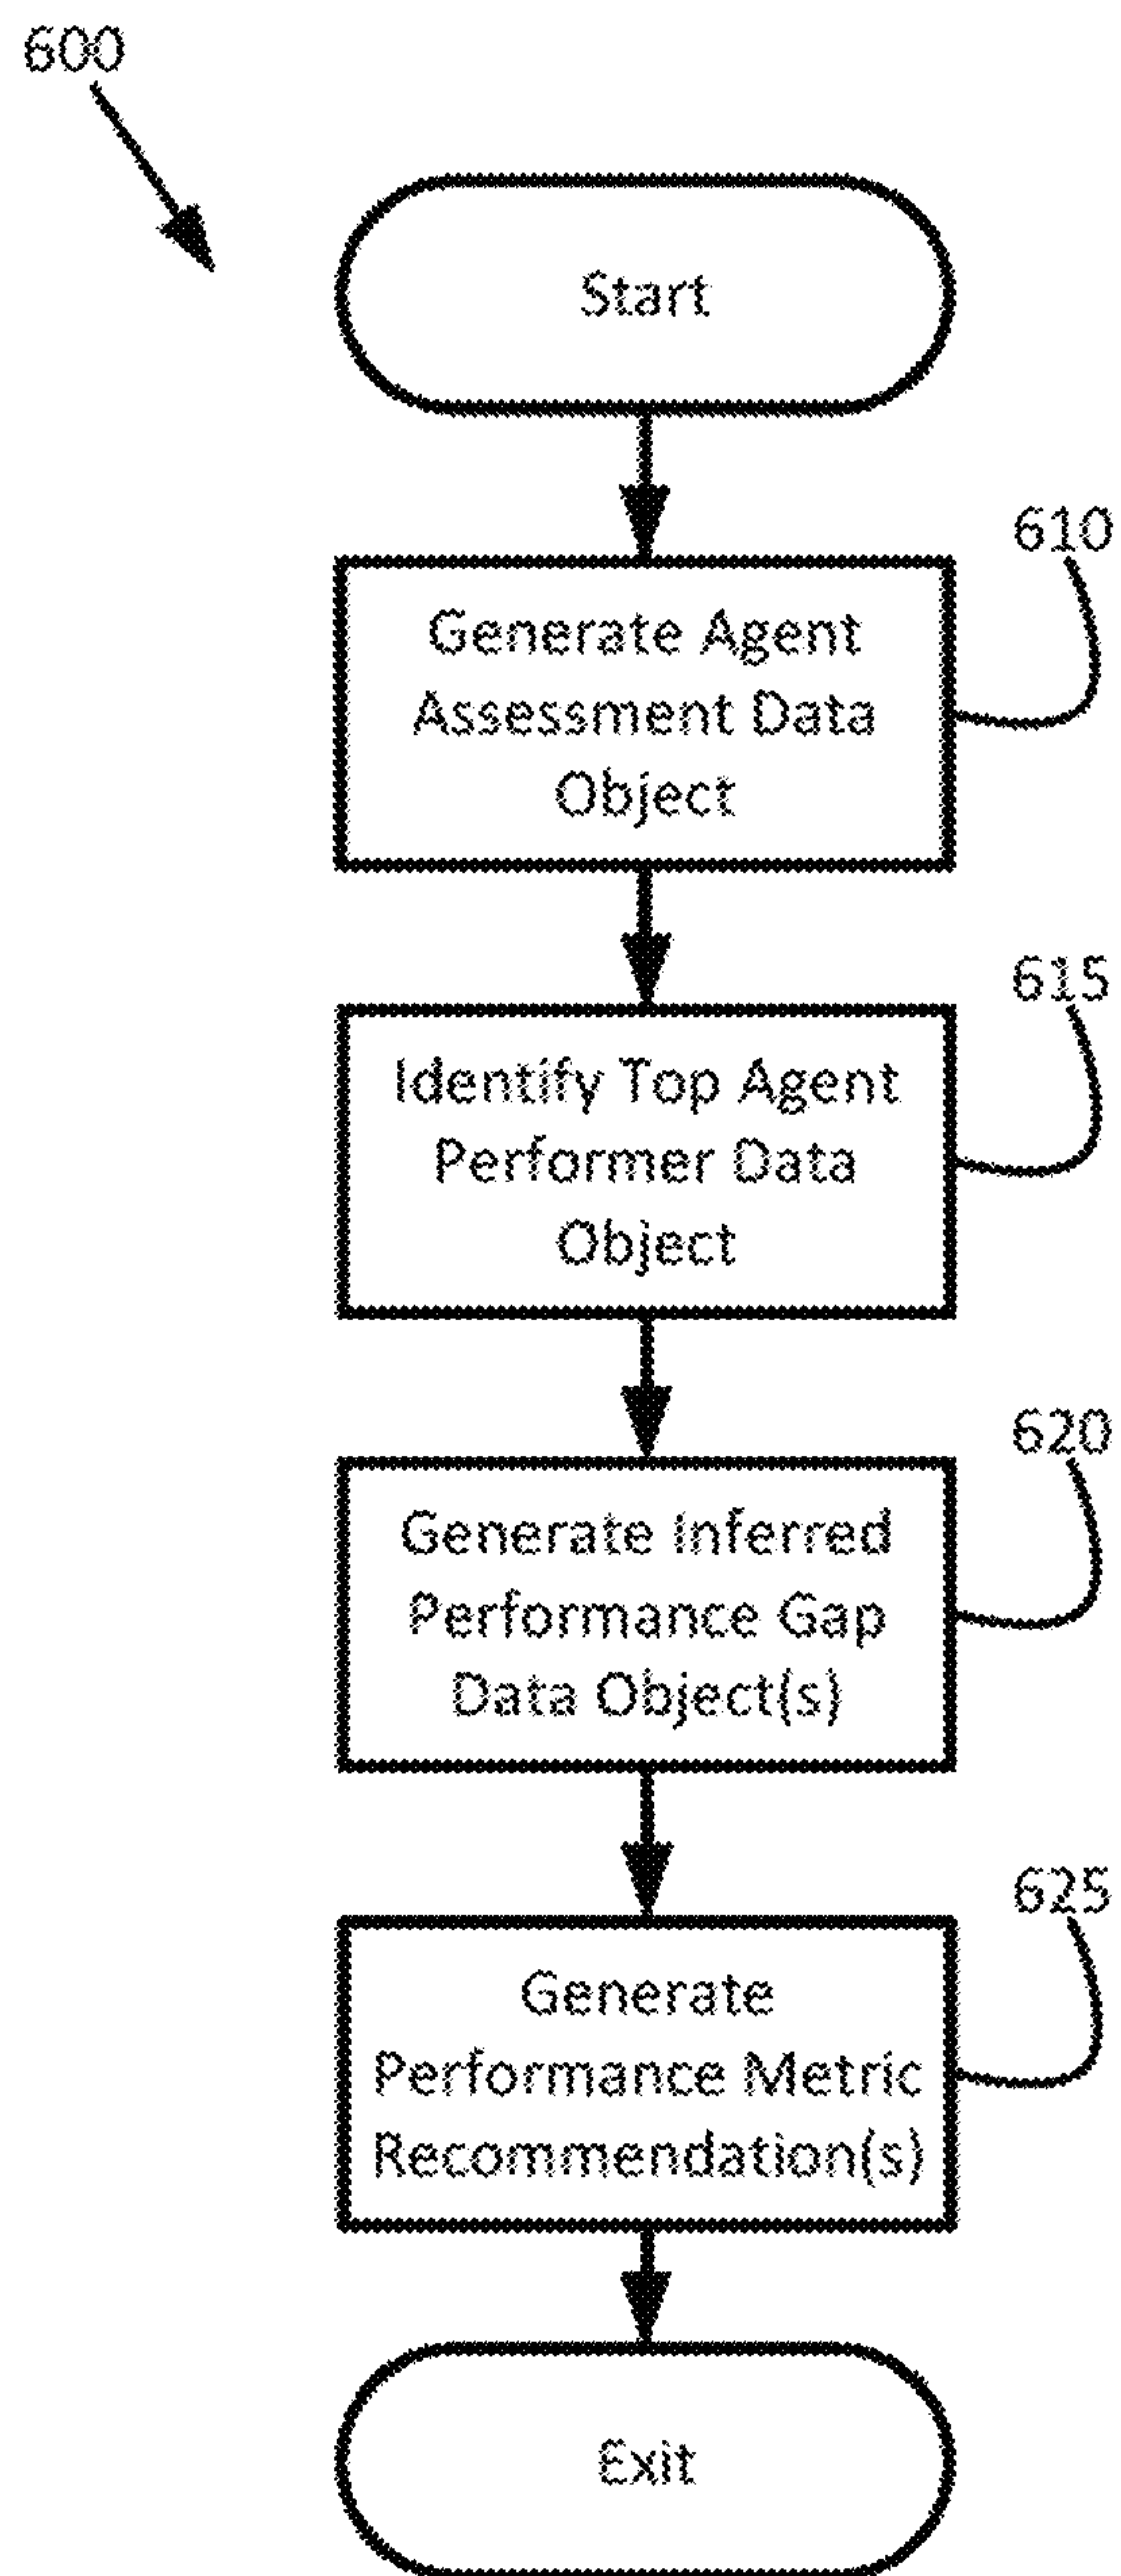 600
Start
610
Generate Agent
Assessment Data
Object
615
Identify Top Agent
Performer Data
Object
620
Generate Inferred
Performance Gap
Data Object(s)
625
Generate
Performance Metric
Recommendation(s)
Exit